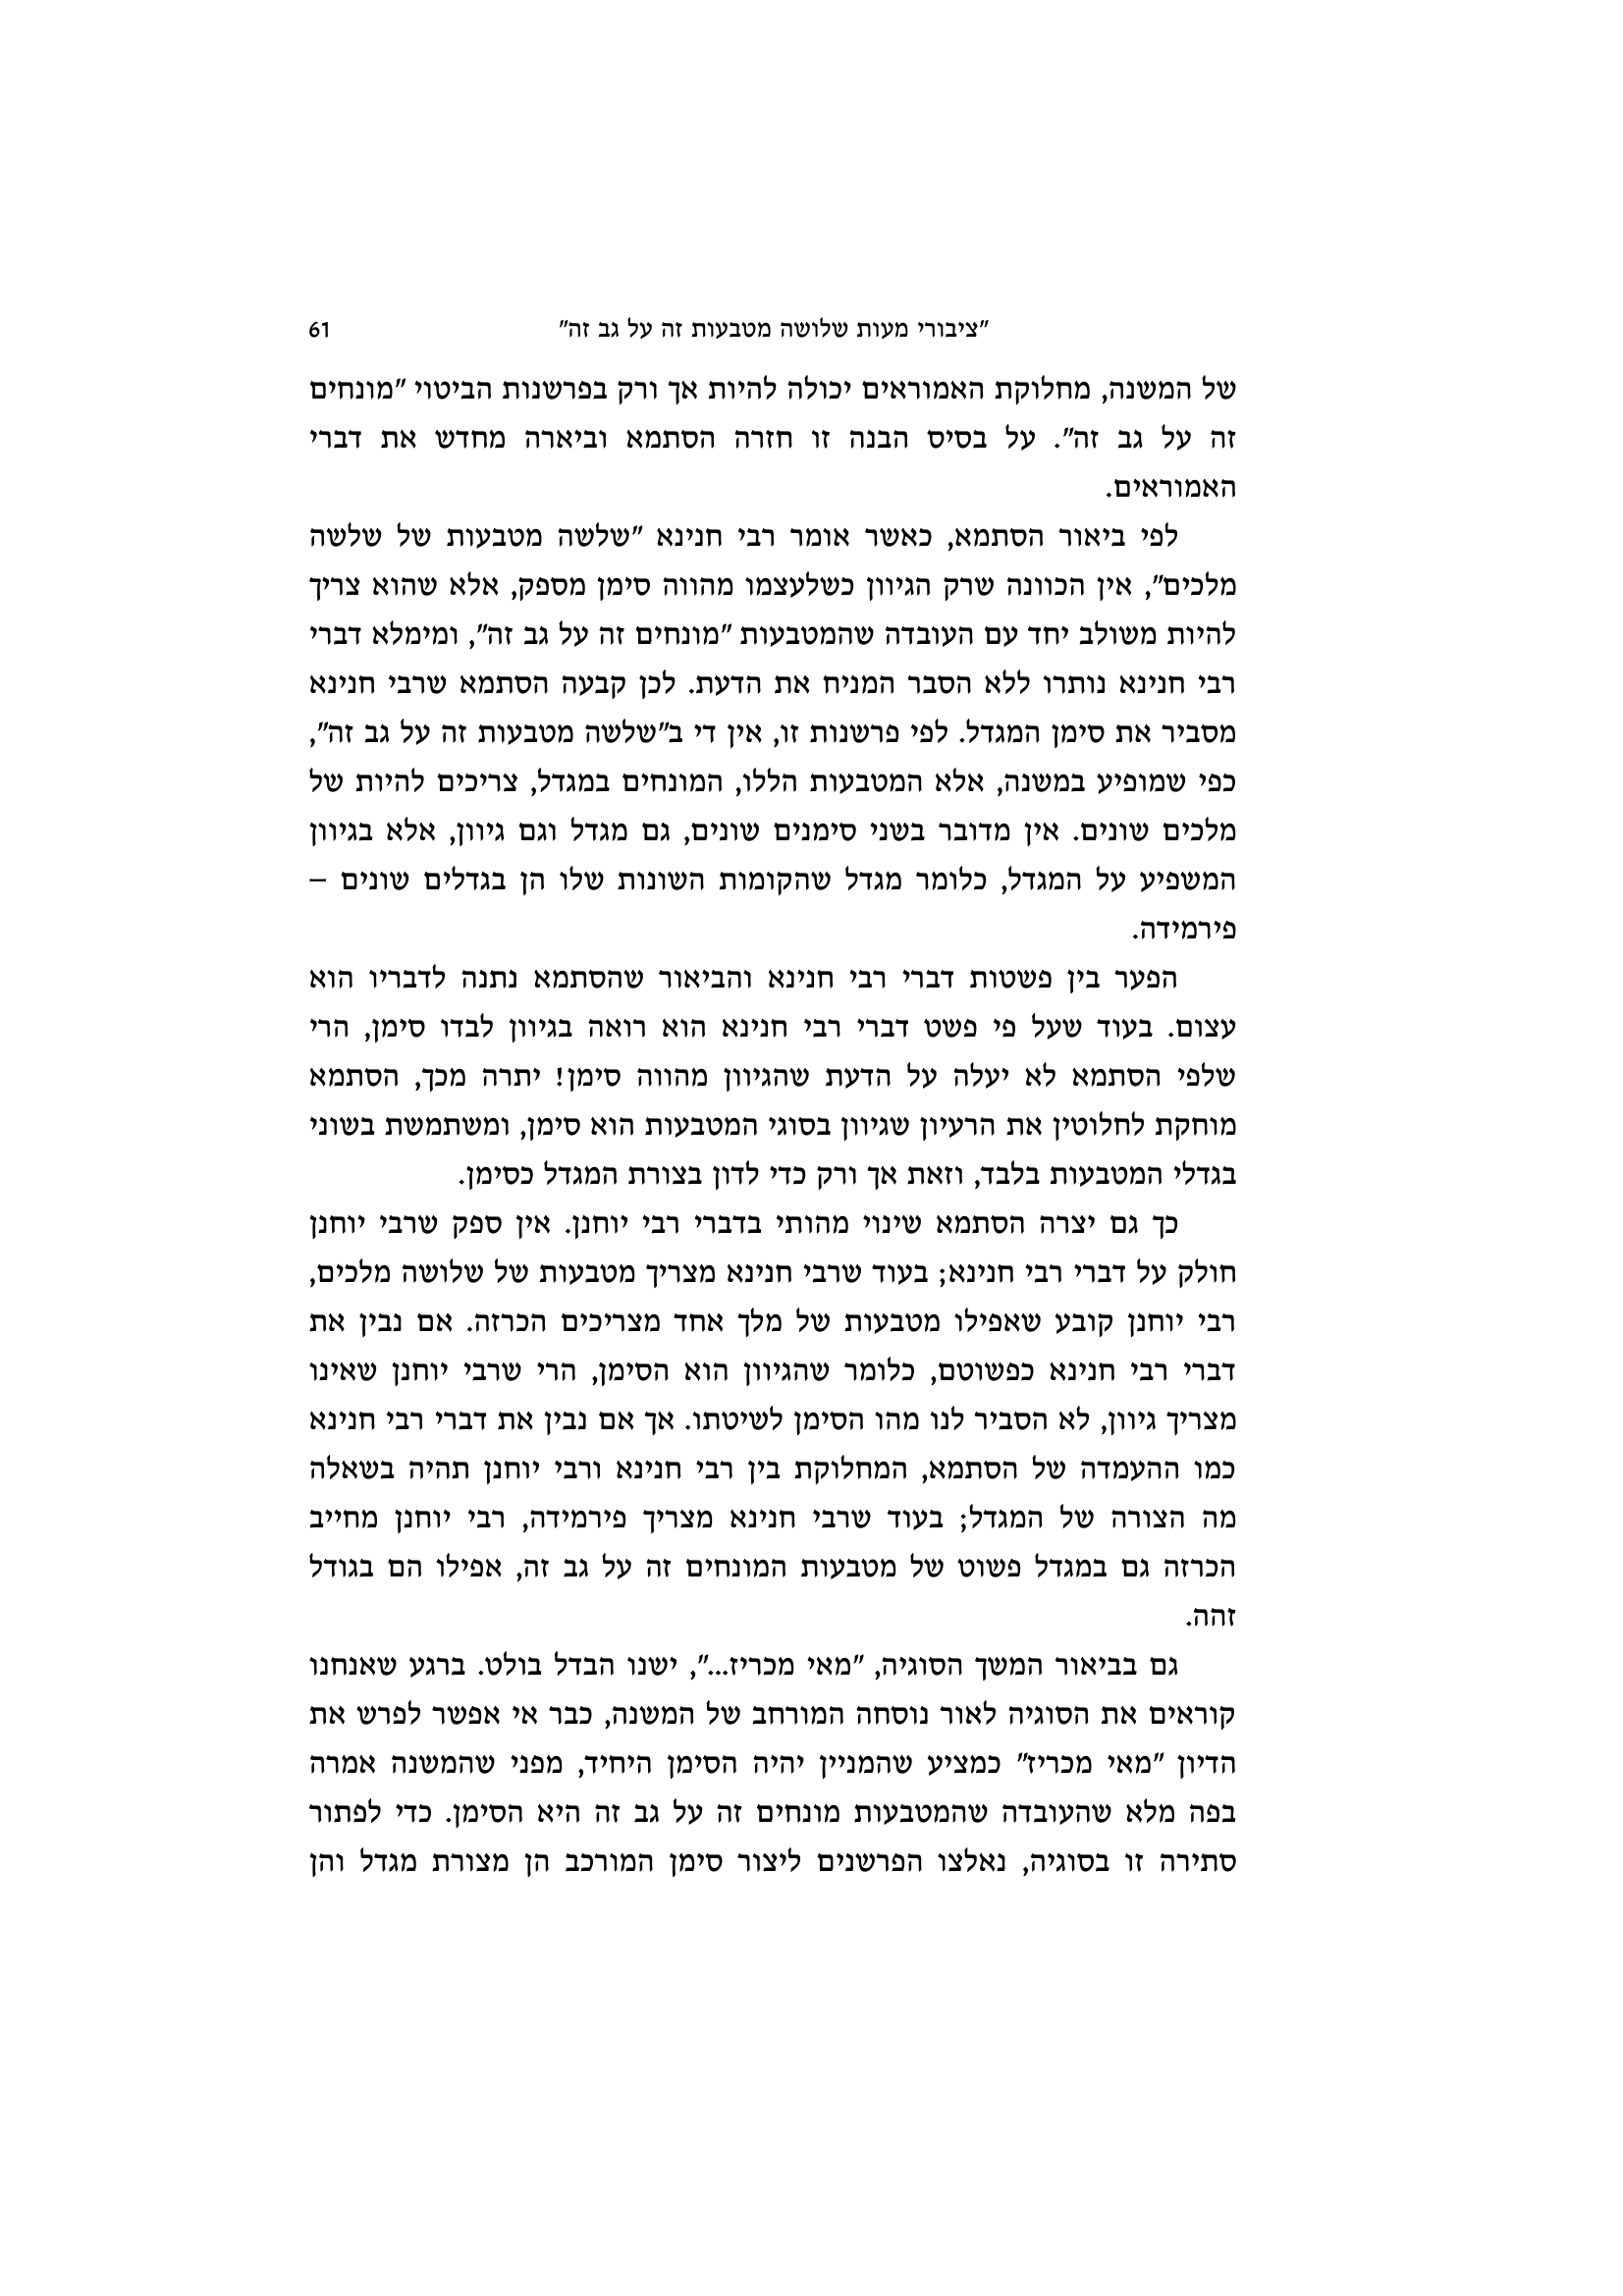 "ציבורי מעות שלושה מטבעות זה על גב זה" 61
של המשנה, מחלוקת האמוראים יכולה להיות אך ורק בפרשנות הביטוי "מונחים
זה על גב זה". על בסיס הבנה זו חזרה הסתמא וביארה מחדש את דברי
האמוראים.
לפי ביאור הסתמא, כאשר אומר רבי חנינא "שלשה מטבעות של שלשה
מלכים", אין הכוונה שרק הגיוון כשלעצמו מהווה סימן מספק, אלא שהוא צריך
להיות משולב יחד עם העובדה שהמטבעות "מונחים זה על גב זה", ומימלא דברי
רבי חנינא נותרו ללא הסבר המניח את הדעת. לכן קבעה הסתמא שרבי חנינא
מסביר את סימן המגדל. לפי פרשנות זו, אין די ב"שלשה מטבעות זה על גב זה",
כפי שמופיע במשנה, אלא המטבעות הללו, המונחים במגדל, צריכים להיות של
מלכים שונים. אין מדובר בשני סימנים שונים, גם מגדל וגם גיוון, אלא בגיוון
המשפיע על המגדל, כלומר מגדל שהקומות השונות שלו הן בגדלים שונים –
פירמידה.
הפער בין פשטות דברי רבי חנינא והביאור שהסתמא נתנה לדבריו הוא
עצום. בעוד שעל פי פשט דברי רבי חנינא הוא רואה בגיוון לבדו סימן, הרי
שלפי הסתמא לא יעלה על הדעת שהגיוון מהווה סימן! יתרה מכך, הסתמא
מוחקת לחלוטין את הרעיון שגיוון בסוגי המטבעות הוא סימן, ומשתמשת בשוני
בגדלי המטבעות בלבד, וזאת אך ורק כדי לדון בצורת המגדל כסימן.
כך גם יצרה הסתמא שינוי מהותי בדברי רבי יוחנן. אין ספק שרבי יוחנן
חולק על דברי רבי חנינא; בעוד שרבי חנינא מצריך מטבעות של שלושה מלכים,
רבי יוחנן קובע שאפילו מטבעות של מלך אחד מצריכים הכרזה. אם נבין את
דברי רבי חנינא כפשוטם, כלומר שהגיוון הוא הסימן, הרי שרבי יוחנן שאינו
מצריך גיוון, לא הסביר לנו מהו הסימן לשיטתו. אך אם נבין את דברי רבי חנינא
כמו ההעמדה של הסתמא, המחלוקת בין רבי חנינא ורבי יוחנן תהיה בשאלה
מה הצורה של המגדל; בעוד שרבי חנינא מצריך פירמידה, רבי יוחנן מחייב
הכרזה גם במגדל פשוט של מטבעות המונחים זה על גב זה, אפילו הם בגודל
זהה.
גם בביאור המשך הסוגיה, "מאי מכריז...", ישנו הבדל בולט. ברגע שאנחנו
קוראים את הסוגיה לאור נוסחה המורחב של המשנה, כבר אי אפשר לפרש את
הדיון "מאי מכריז" כמציע שהמניין יהיה הסימן היחיד, מפני שהמשנה אמרה
בפה מלא שהעובדה שהמטבעות מונחים זה על גב זה היא הסימן. כדי לפתור
סתירה זו בסוגיה, נאלצו הפרשנים ליצור סימן המורכב הן מצורת מגדל והן